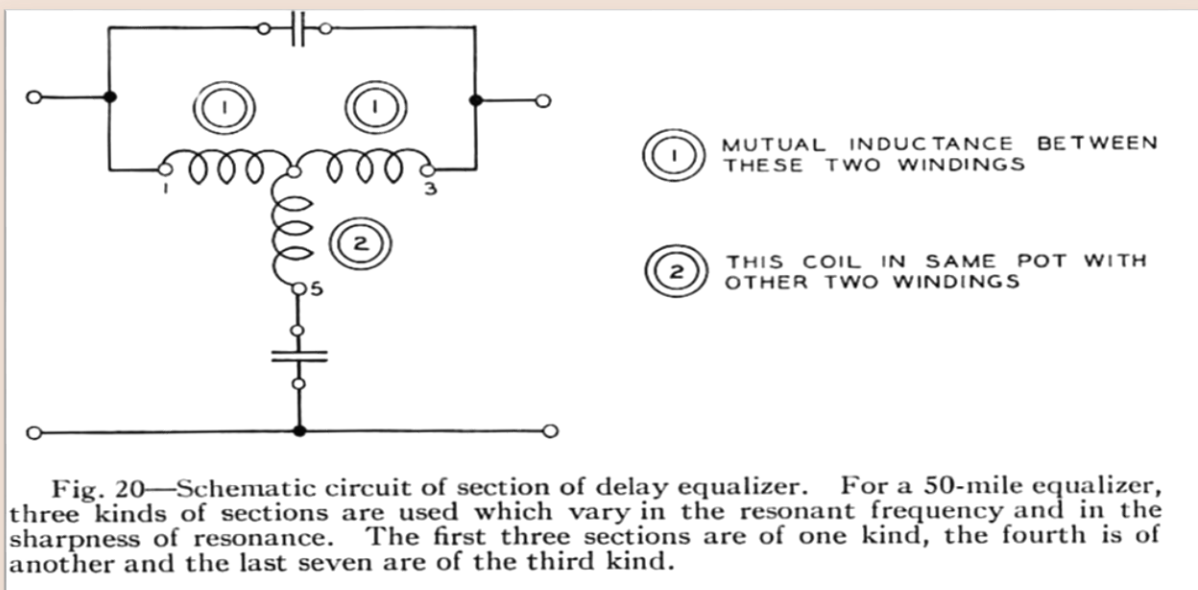 1
1
1
3
2
5
1 MUTUAL INDUCTANCE BETWEEN
THESE TWO WINDINGS
2 THIS COIL IN SAME POT WITH
OTHER TWO WINDINGS
Fig. 20—Schematic circuit of section of delay equalizer. For a 50-mile equalizer,
three kinds of sections are used which vary in the resonant frequency and in the
sharpness of resonance. The first three sections are of one kind, the fourth is of
another and the last seven are of the third kind.